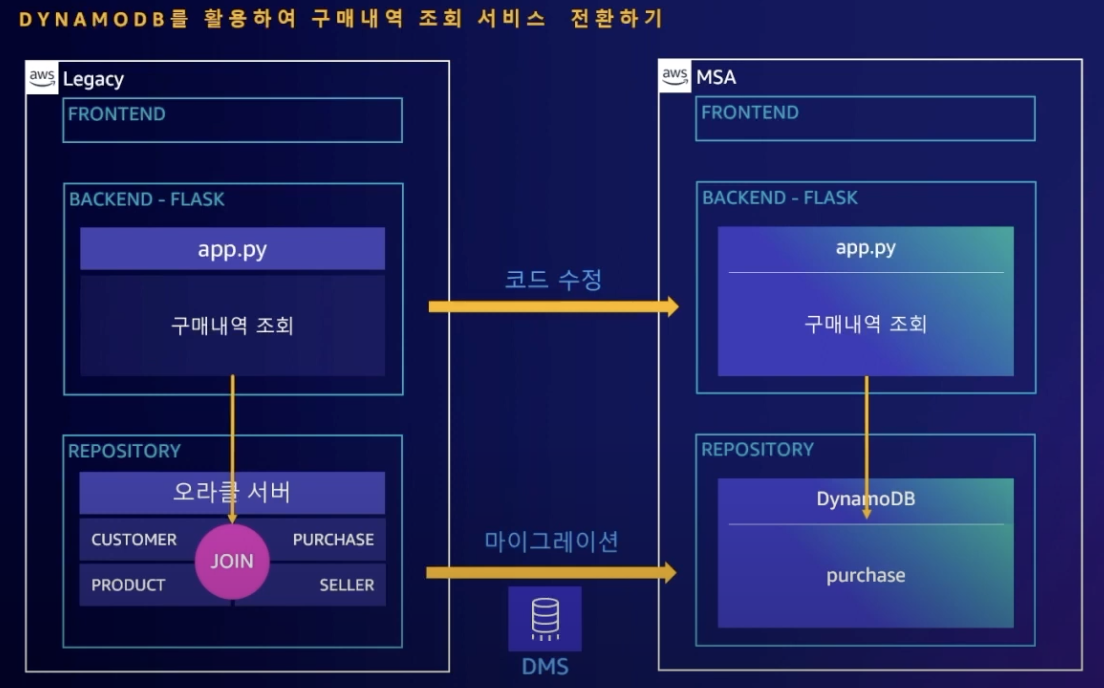 DYNAMODB를 활용하여 구매내역 조회 서비스 전환하기
aws Legacy
FRONTEND
BACKEND - FLASK
app.py
구매내역 조회
REPOSITORY
오라클 서버
CUSTOMER
PURCHASE
JOIN
PRODUCT
SELLER
코드 수정
마이그레이션
DMS
aws MSA
FRONTEND
BACKEND - FLASK
app.py
구매내역 조회
REPOSITORY
DynamoDB
purchase